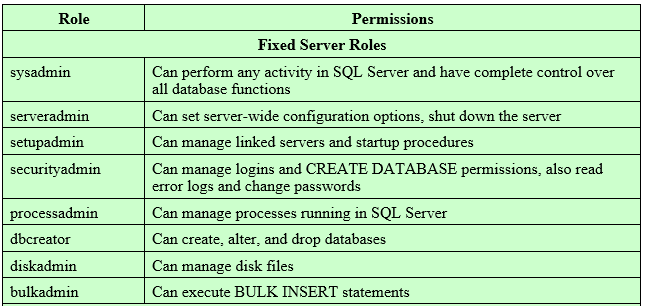 Role Permissions
Fixed Server Roles
sysadmin Can perform any activity in SQL Server and have complete control over
all database functions
serveradmin Can set server-wide configuration options, shut down the server
setupadmin Can manage linked servers and startup procedures
securityadmin Can manage logins and CREATE DATABASE permissions, also read
error logs and change passwords
processadmin Can manage processes running in SQL Server
dbcreator Can create, alter, and drop databases
diskadmin Can manage disk files
bulkadmin Can execute BULK INSERT statements